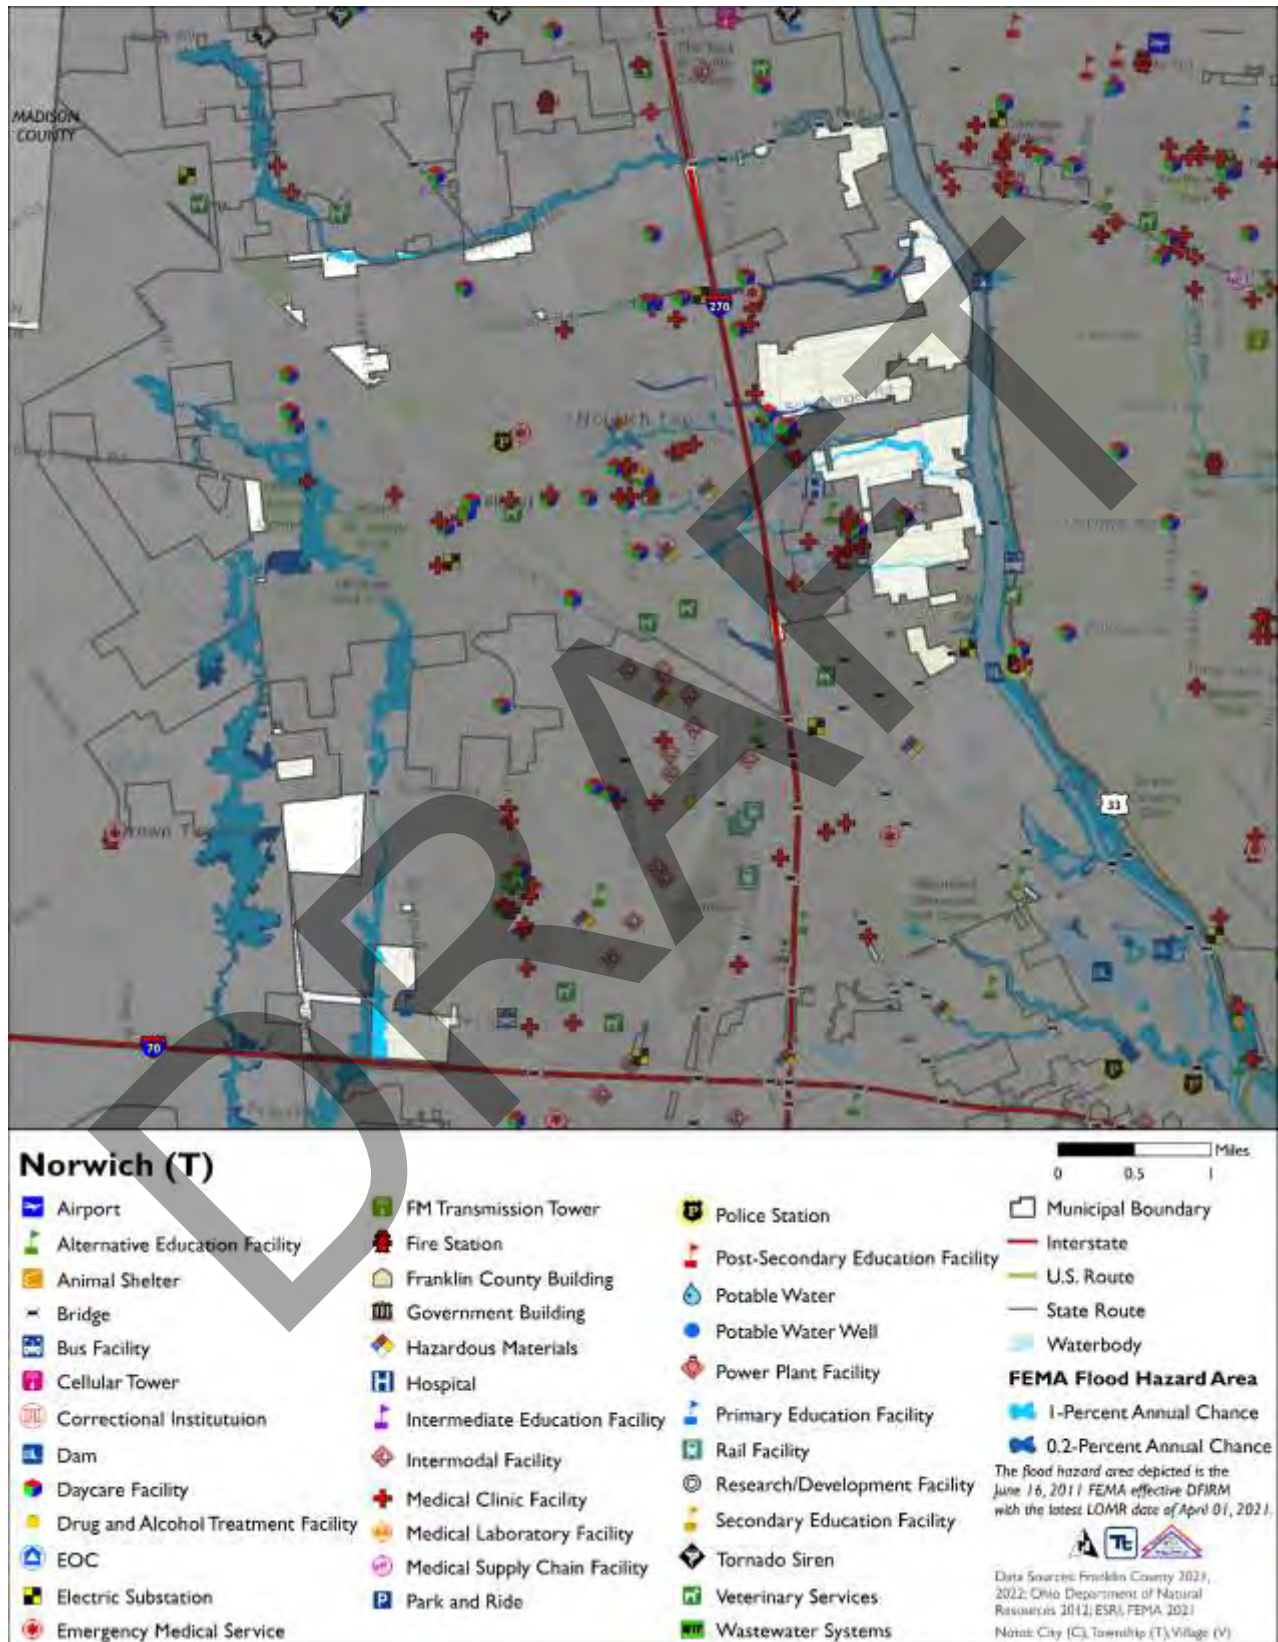 MADISON
COUNTY
270
Norwich Twp
33
Brown Township
70
DRAFT
Norwich (T)
Miles
0 0.5 1
Airport
Alternative Education Facility
Animal Shelter
Bridge
Bus Facility
Cellular Tower
Correctional Instituituion
Dam
Daycare Facility
Drug and Alcohol Treatment Facility
EOC
Electric Substation
Emergency Medical Service
FM Transmission Tower
Fire Station
Franklin County Building
Government Building
Hazardous Materials
Hospital
Intermediate Education Facility
Intermodal Facility
Medical Clinic Facility
Medical Laboratory Facility
Medical Supply Chain Facility
Park and Ride
Police Station
Post-Secondary Education Facility
Potable Water
Potable Water Well
Power Plant Facility
Primary Education Facility
Rail Facility
Research/Development Facility
Secondary Education Facility
Tornado Siren
Veterinary Services
Wastewater Systems
Municipal Boundary
Interstate
U.S. Route
State Route
Waterbody
FEMA Flood Hazard Area
1-Percent Annual Chance
0.2-Percent Annual Chance
The flood hazard area depicted is the
June 16, 2011 FEMA effective DFIRM
with the latest LOMR date of April 01, 2021.
Data Sources: Franklin County 2021,
2022; Ohio Department of Natural
Resources 2012; ESRI, FEMA 2021
Notes: City (C), Township (T), Village (V)